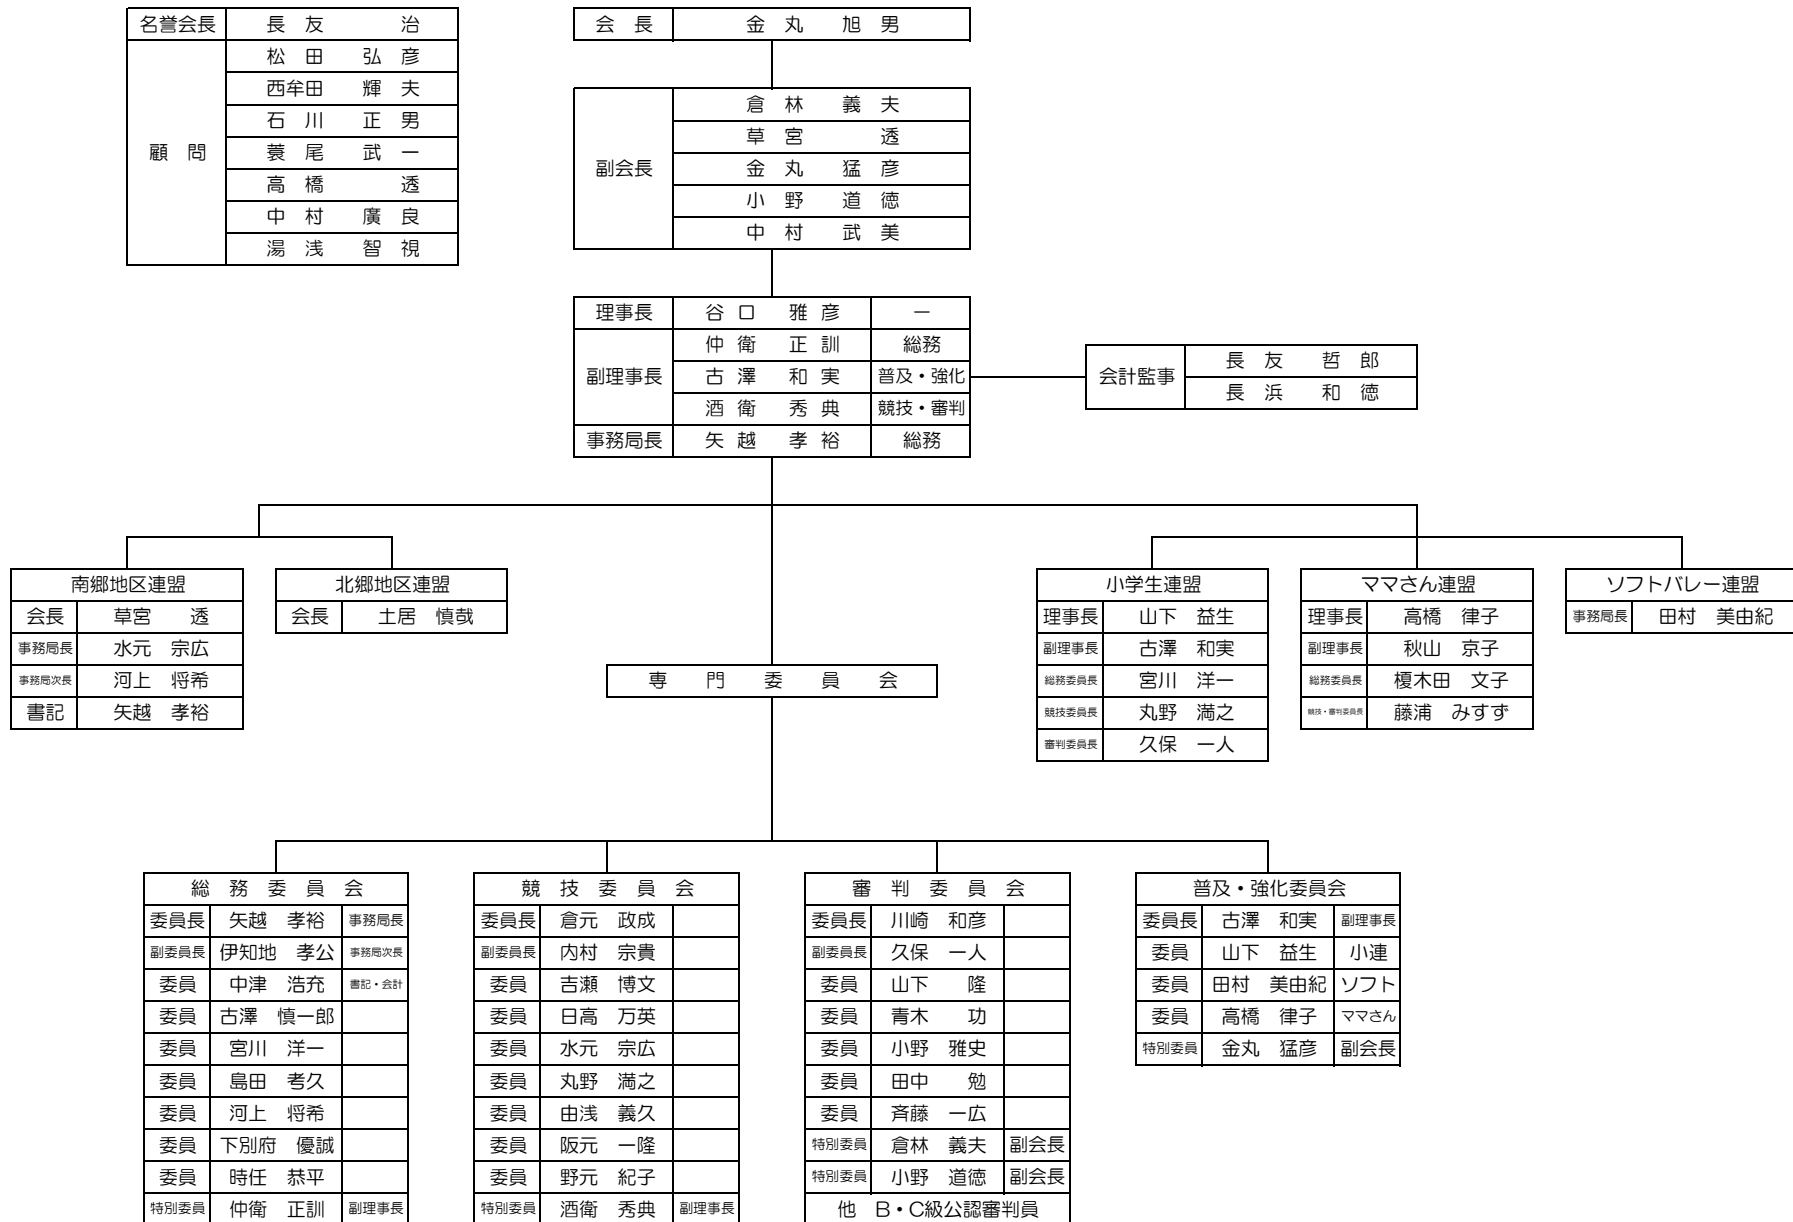 名誉会長 長友 治
顧問 松田 弘彦
西牟田 輝夫
石川 正男
蓑尾 武一
高橋 透
中村 廣良
湯浅 智視
会長 金丸 旭男
副会長 倉林 義夫
草宮 透
金丸 猛彦
小野 道徳
中村 武美
理事長 谷口 雅彦 ー
副理事長 仲衛 正訓 総務
古澤 和実 普及・強化
酒衛 秀典 競技・審判
事務局長 矢越 孝裕 総務
会計監事 長友 哲郎
長浜 和徳
南郷地区連盟
会長 草宮 透
事務局長 水元 宗広
事務局次長 河上 将希
書記 矢越 孝裕
北郷地区連盟
会長 土居 慎哉
小学生連盟
理事長 山下 益生
副理事長 古澤 和実
総務委員長 宮川 洋一
競技委員長 丸野 満之
審判委員長 久保 一人
ママさん連盟
理事長 高橋 律子
副理事長 秋山 京子
総務委員長 榎木田 文子
競技・審判委員長 藤浦 みすず
ソフトバレー連盟
事務局長 田村 美由紀
専門委員会
総務委員会
委員長 矢越 孝裕 事務局長
副委員長 伊知地 孝公 事務局次長
委員 中津 浩充 書記・会計
委員 古澤 慎一郎
委員 宮川 洋一
委員 島田 考久
委員 河上 将希
委員 下別府 優誠
委員 時任 恭平
特別委員 仲衛 正訓 副理事長
競技委員会
委員長 倉元 政成
副委員長 内村 宗貴
委員 吉瀬 博文
委員 日高 万英
委員 水元 宗広
委員 丸野 満之
委員 由浅 義久
委員 阪元 一隆
委員 野元 紀子
特別委員 酒衛 秀典 副理事長
審判委員会
委員長 川崎 和彦
副委員長 久保 一人
委員 山下 隆
委員 青木 功
委員 小野 雅史
委員 田中 勉
委員 斉藤 一広
特別委員 倉林 義夫 副会長
特別委員 小野 道徳 副会長
他 B・C級公認審判員
普及・強化委員会
委員長 古澤 和実 副理事長
委員 山下 益生 小連
委員 田村 美由紀 ソフト
委員 高橋 律子 ママさん
特別委員 金丸 猛彦 副会長